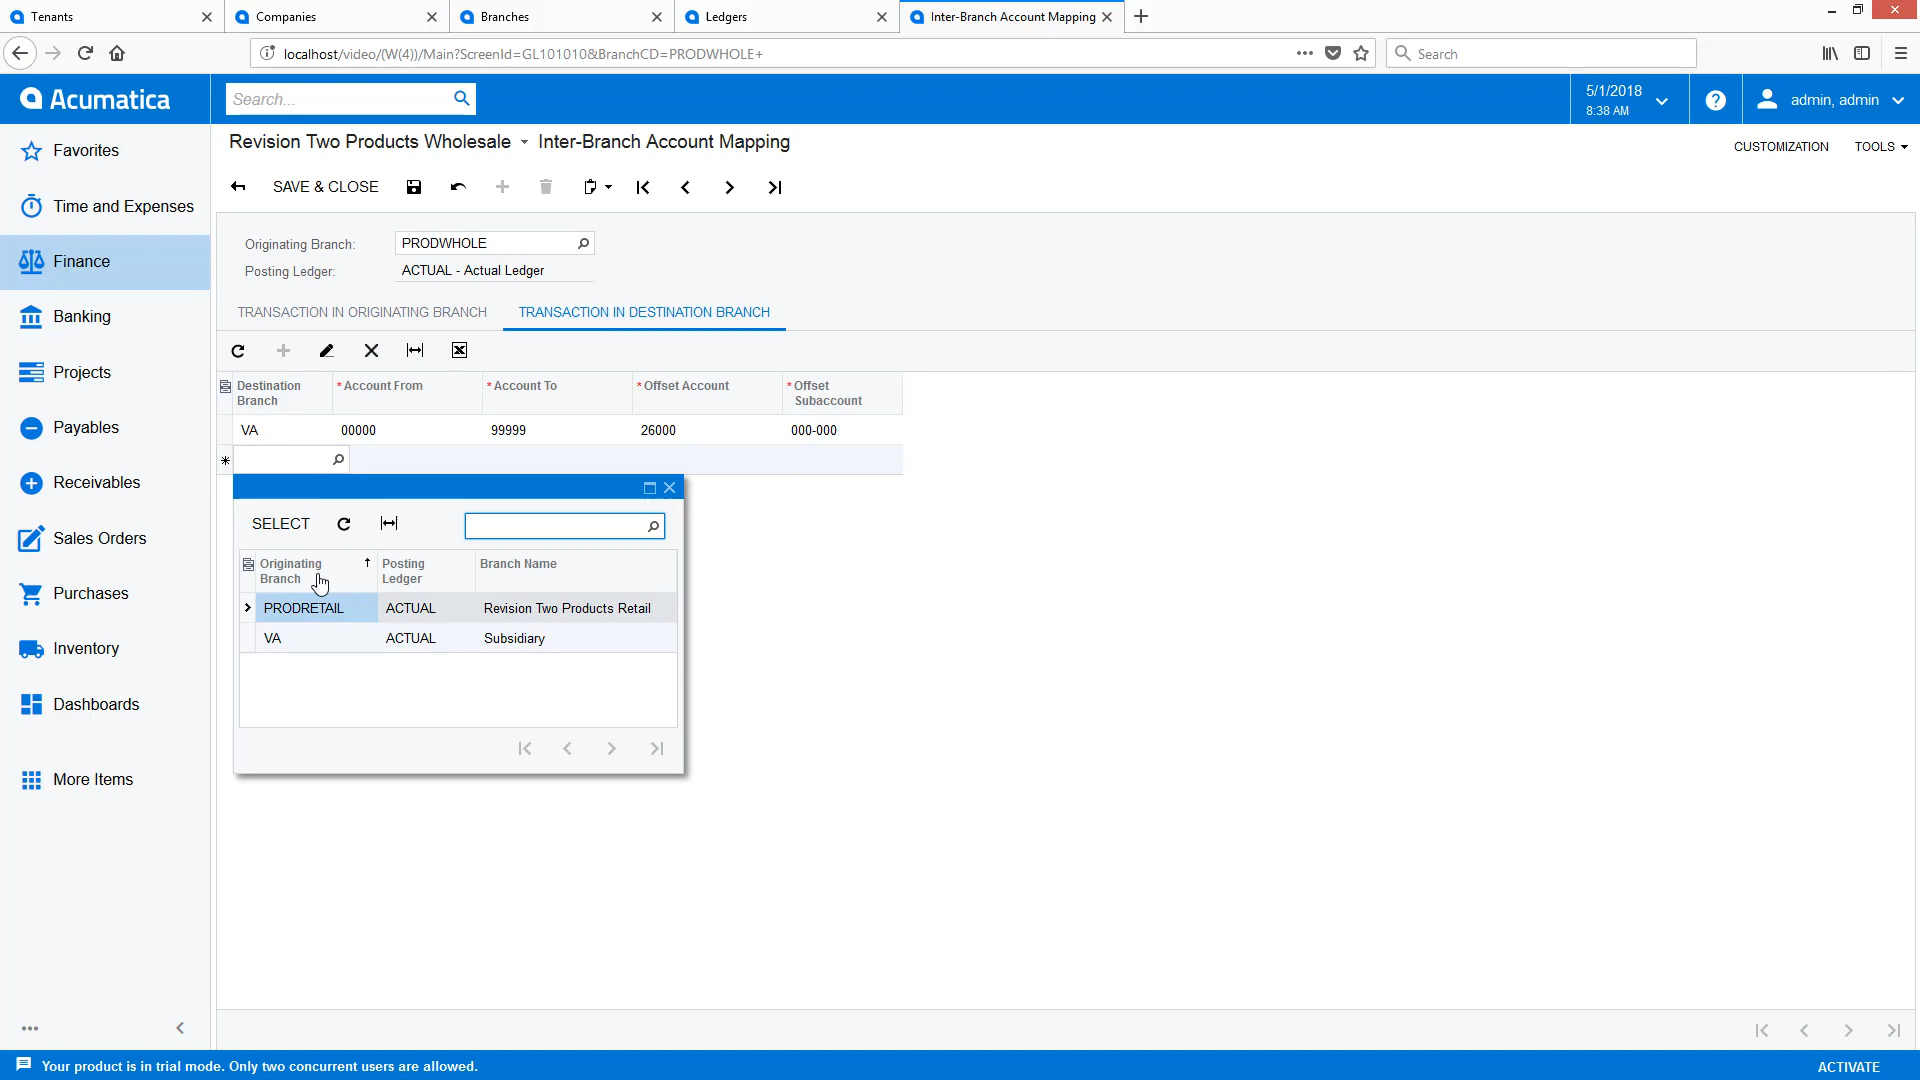 Tenants
Companies
Branches
Ledgers
Inter-Branch Account Mapping
localhost/video/(W(4))/Main?ScreenId=GL101010&BranchCD=PRODWHOLE+
Search
Acumatica
Search...
5/1/2018
8:38 AM
?
admin, admin
Favorites
Time and Expenses
Finance
Banking
Projects
Payables
Receivables
Sales Orders
Purchases
Inventory
Dashboards
More Items
Revision Two Products Wholesale Inter-Branch Account Mapping
CUSTOMIZATION
TOOLS
SAVE & CLOSE
Originating Branch: PRODWHOLE
Posting Ledger: ACTUAL - Actual Ledger
TRANSACTION IN ORIGINATING BRANCH
TRANSACTION IN DESTINATION BRANCH
Destination Branch
* Account From
* Account To
* Offset Account
* Offset Subaccount
VA 00000 99999 26000 000-000
SELECT
Originating Branch
Posting Ledger
Branch Name
PRODRETAIL ACTUAL Revision Two Products Retail
VA ACTUAL Subsidiary
Your product is in trial mode. Only two concurrent users are allowed.
ACTIVATE